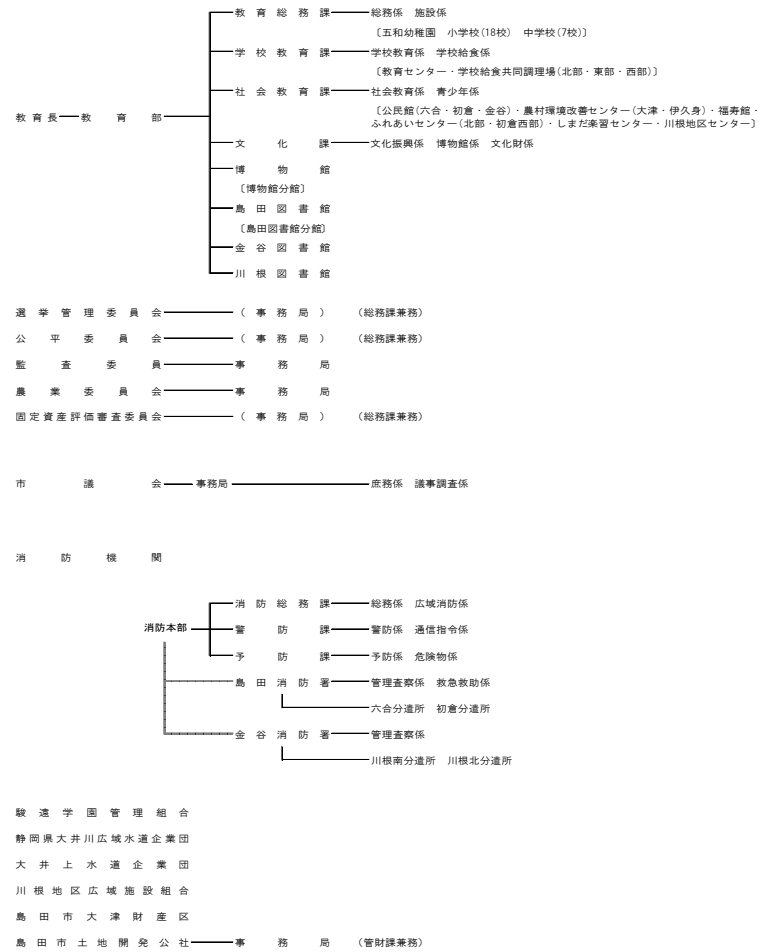 教育総務課 総務係 施設係
〔五和幼稚園 小学校(18校) 中学校(7校)〕
学校教育課 学校教育係 学校給食係
〔教育センター・学校給食共同調理場(北部・東部・西部)〕
社会教育課 社会教育係 青少年係
〔公民館(六合・初倉・金谷)・農村環境改善センター(大津・伊久身)・福寿館・
教育長 教育部 ふれあいセンター(北部・初倉西部)・しまだ楽習センター・川根地区センター〕
文化課 文化振興係 博物館係 文化財係
博物館
〔博物館分館〕
島田図書館
〔島田図書館分館〕
金谷図書館
川根図書館
選挙管理委員会 (事務局) (総務課兼務)
公平委員会 (事務局) (総務課兼務)
監査委員 事務局
農業委員会 事務局
固定資産評価審査委員会 (事務局) (総務課兼務)
市議会 事務局 庶務係 議事調査係
消防機関
消防総務課 総務係 広域消防係
消防本部 警防課 警防係 通信指令係
予防課 予防係 危険物係
島田消防署 管理査察係 救急救助係
六合分遣所 初倉分遣所
金谷消防署 管理査察係
川根南分遣所 川根北分遣所
駿遠学園管理組合
静岡県大井川広域水道企業団
大井上水道企業団
川根地区広域施設組合
島田市大津財産区
島田市土地開発公社 事務局 (管財課兼務)